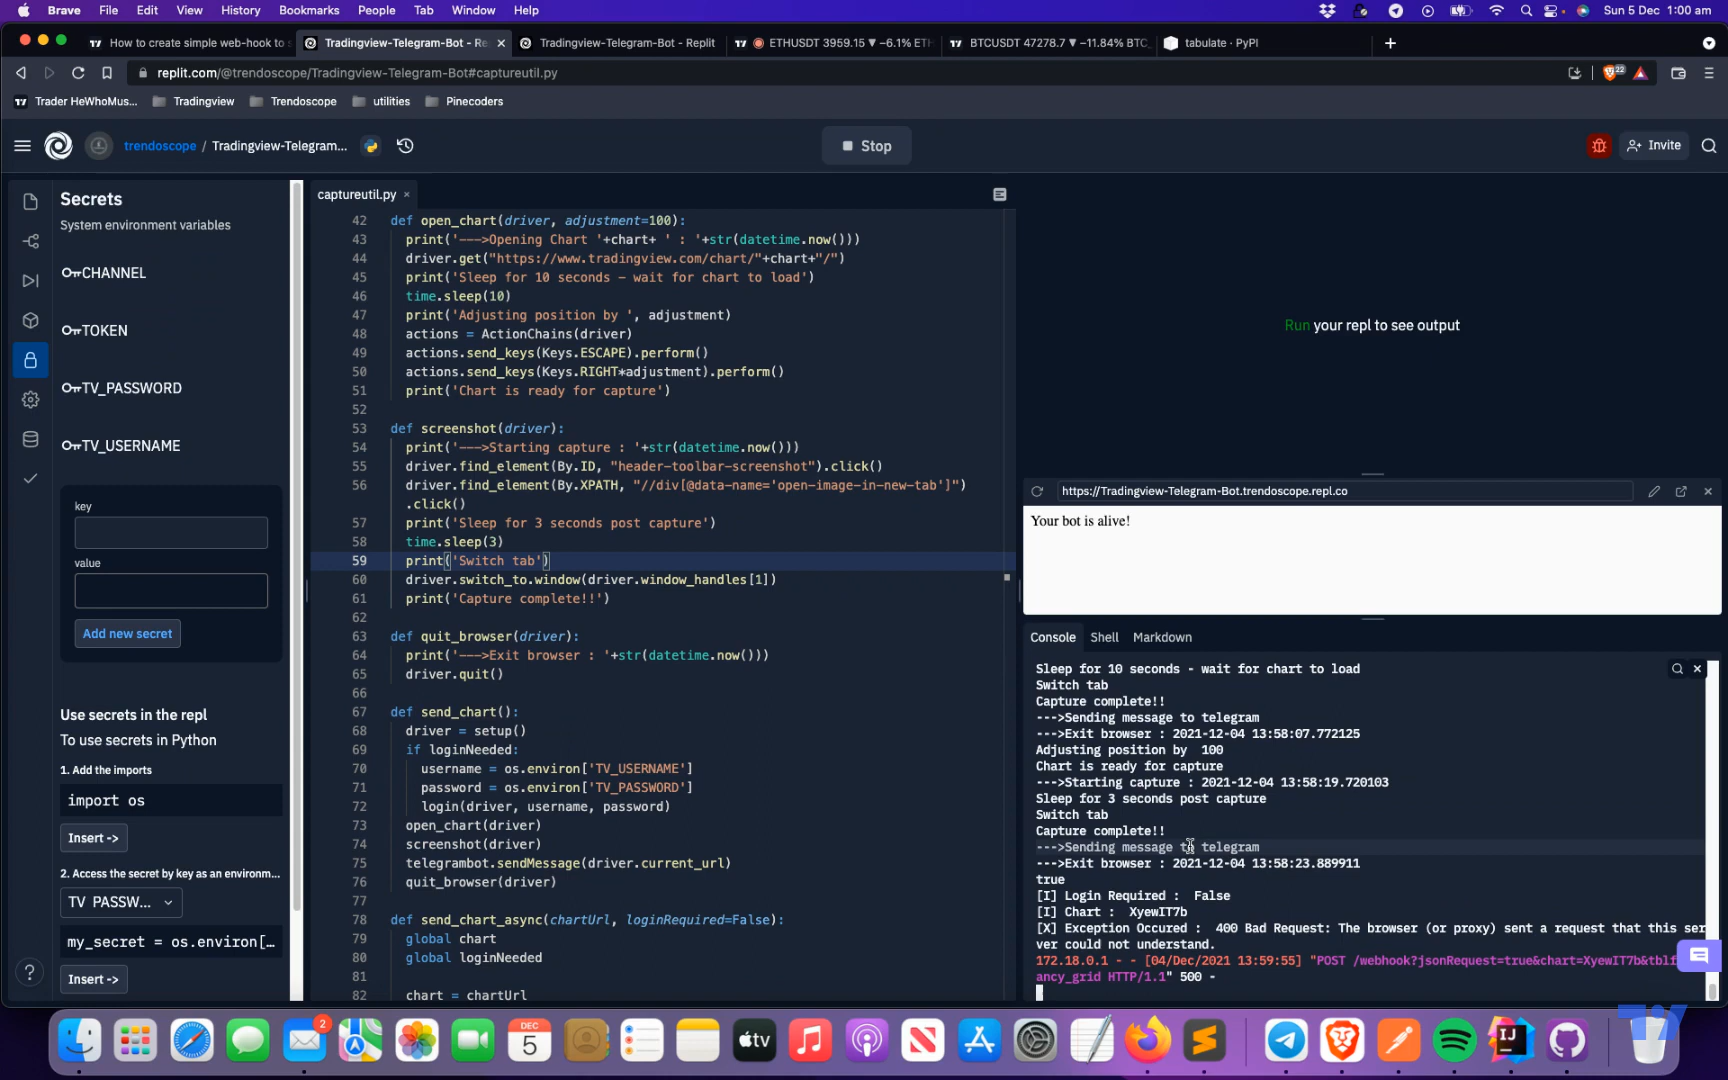 Brave File Edit View History Bookmarks People Tab Window Help
Sun 5 Dec 1:00 am
How to create simple web-hook to s
Tradingview-Telegram-Bot - Re
Tradingview-Telegram-Bot - Replit
ETHUSDT 3959.15 ▼ −6.1% ETH
BTCUSDT 47278.7 ▼ −11.84% BTC
tabulate · PyPI
replit.com/@trendoscope/Tradingview-Telegram-Bot#captureutil.py
22
Trader HeWhoMus...
Tradingview
Trendoscope
utilities
Pinecoders
trendoscope / Tradingview-Telegram...
Stop
Invite
Secrets
System environment variables
CHANNEL
TOKEN
TV_PASSWORD
TV_USERNAME
key
value
Add new secret
Use secrets in the repl
To use secrets in Python
1. Add the imports
import os
Insert ->
2. Access the secret by key as an environm...
TV PASSW...
my_secret = os.environ[...
Insert ->
captureutil.py ×
42 def open_chart(driver, adjustment=100):
43 print('--->Opening Chart '+chart+ ' : '+str(datetime.now()))
44 driver.get("https://www.tradingview.com/chart/"+chart+"/")
45 print('Sleep for 10 seconds - wait for chart to load')
46 time.sleep(10)
47 print('Adjusting position by ', adjustment)
48 actions = ActionChains(driver)
49 actions.send_keys(Keys.ESCAPE).perform()
50 actions.send_keys(Keys.RIGHT*adjustment).perform()
51 print('Chart is ready for capture')
52
53 def screenshot(driver):
54 print('--->Starting capture : '+str(datetime.now()))
55 driver.find_element(By.ID, "header-toolbar-screenshot").click()
56 driver.find_element(By.XPATH, "//div[@data-name='open-image-in-new-tab']")
.click()
57 print('Sleep for 3 seconds post capture')
58 time.sleep(3)
59 print('Switch tab')
60 driver.switch_to.window(driver.window_handles[1])
61 print('Capture complete!!')
62
63 def quit_browser(driver):
64 print('--->Exit browser : '+str(datetime.now()))
65 driver.quit()
66
67 def send_chart():
68 driver = setup()
69 if loginNeeded:
70 username = os.environ['TV_USERNAME']
71 password = os.environ['TV_PASSWORD']
72 login(driver, username, password)
73 open_chart(driver)
74 screenshot(driver)
75 telegrambot.sendMessage(driver.current_url)
76 quit_browser(driver)
77
78 def send_chart_async(chartUrl, loginRequired=False):
79 global chart
80 global loginNeeded
81
82 chart = chartUrl
Run your repl to see output
https://Tradingview-Telegram-Bot.trendoscope.repl.co
Your bot is alive!
Console Shell Markdown
Sleep for 10 seconds - wait for chart to load
Switch tab
Capture complete!!
--->Sending message to telegram
--->Exit browser : 2021-12-04 13:58:07.772125
Adjusting position by  100
Chart is ready for capture
--->Starting capture : 2021-12-04 13:58:19.720103
Sleep for 3 seconds post capture
Switch tab
Capture complete!!
--->Sending message to telegram
--->Exit browser : 2021-12-04 13:58:23.889911
true
[I] Login Required :  False
[I] Chart :  XyewIT7b
[X] Exception Occured :  400 Bad Request: The browser (or proxy) sent a request that this ser
ver could not understand.
172.18.0.1 - - [04/Dec/2021 13:59:55] "POST /webhook?jsonRequest=true&chart=XyewIT7b&tblf
ancy_grid HTTP/1.1" 500 -
2
DEC
5
tv
IJ